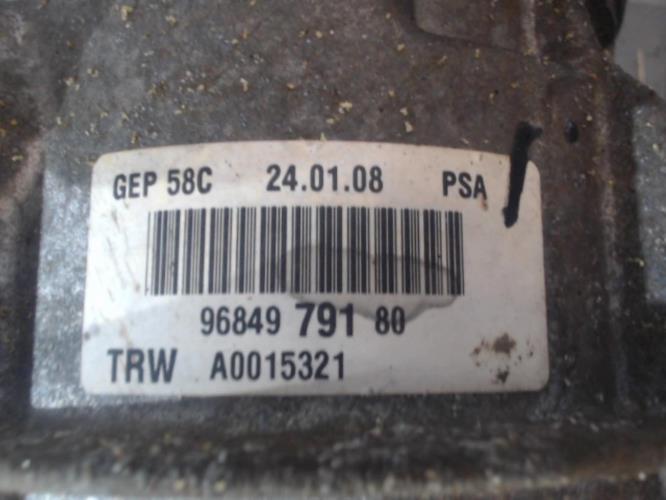 GEP 58C 24.01.08 PSA
96849 791 80
TRW A0015321